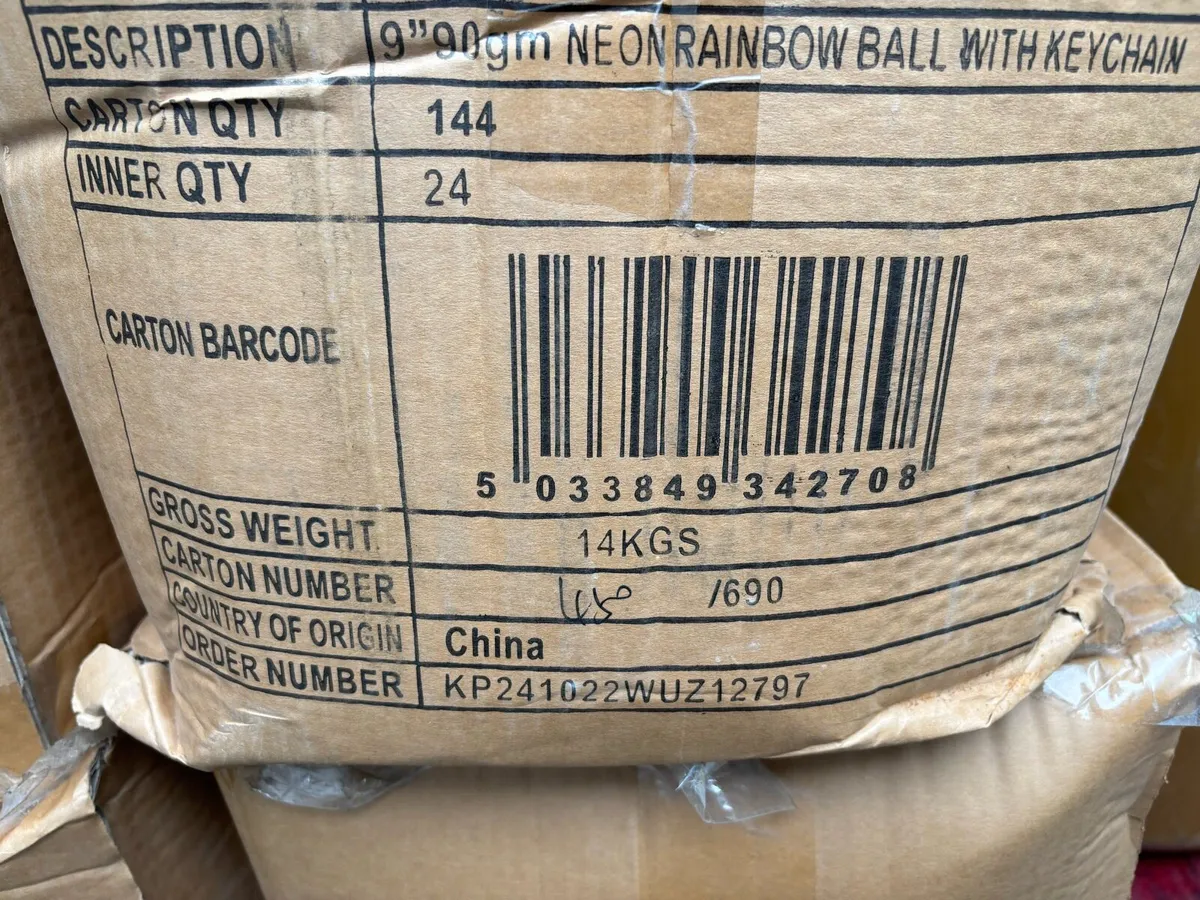 DESCRIPTION 9"90gm NEON RAINBOW BALL WITH KEYCHAIN
CARTON QTY 144
INNER QTY 24
CARTON BARCODE
5 033849 342708
GROSS WEIGHT 14KGS
CARTON NUMBER /690
COUNTRY OF ORIGIN China
ORDER NUMBER KP241022WUZ12797